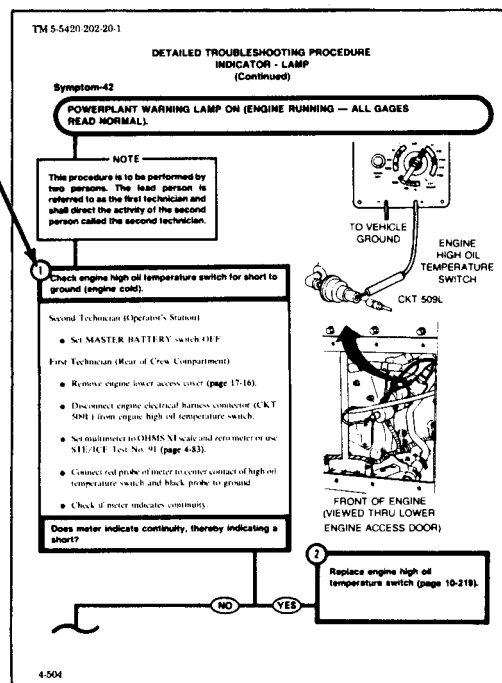 TM 5-5420-202-20-1
DETAILED TROUBLESHOOTING PROCEDURE
INDICATOR - LAMP
(Continued)
Symptom-42
POWERPLANT WARNING LAMP ON (ENGINE RUNNING — ALL GAGES
READ NORMAL).
NOTE
This procedure is to be performed by
two persons. The lead person is
referred to as the first technician and
shall direct the activity of the second
person called the second technician.
TO VEHICLE
GROUND
ENGINE
HIGH OIL
TEMPERATURE
SWITCH
CKT 509L
1
Check engine high oil temperature switch for short to
ground (engine cold).
Second Technician (Operator's Station)
● Set MASTER BATTERY switch OFF
First Technician (Rear of Crew Compartment)
● Remove engine lower access cover (page 17-16).
● Disconnect engine electrical harness connector (CKT
509L) from engine high oil temperature switch.
● Set multimeter to OHMS X1 scale and zero meter or use
STE/ICE Test No. 91 (page 4-83).
● Connect red probe of meter to center contact of high oil
temperature switch and black probe to ground
● Check if meter indicates continuity.
Does meter indicate continuity, thereby indicating a
short?
FRONT OF ENGINE
(VIEWED THRU LOWER
ENGINE ACCESS DOOR)
2
Replace engine high oil
temperature switch (page 10-219).
NO
YES
4-504